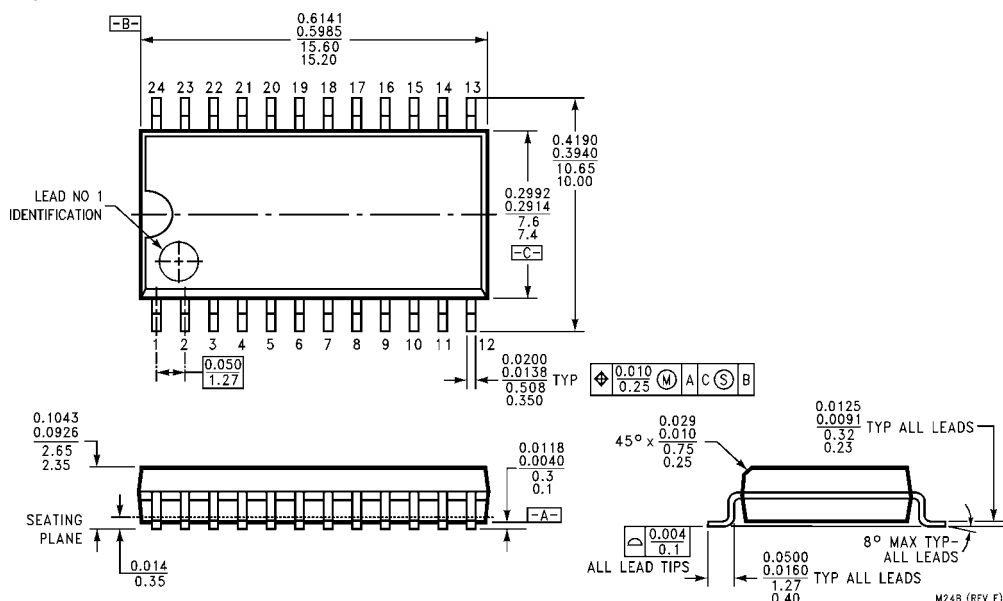 -B-
0.6141
0.5985
15.60
15.20
24 23 22 21 20 19 18 17 16 15 14 13
0.4190
0.3940
10.65
10.00
LEAD NO 1
IDENTIFICATION
0.2992
0.2914
7.6
7.4
-C-
1 2 3 4 5 6 7 8 9 10 11 12
0.050
1.27
0.0200
0.0138
0.508
0.350
TYP
⌖ 0.010
0.25 Ⓜ A C Ⓢ B
0.1043
0.0926
2.65
2.35
SEATING
PLANE
0.014
0.35
0.0118
0.0040
0.3
0.1
-A-
45° x
0.029
0.010
0.75
0.25
0.0125
0.0091
0.32
0.23
TYP ALL LEADS
0.004
0.1
ALL LEAD TIPS
8° MAX TYP-
ALL LEADS
0.0500
0.0160
1.27
0.40
TYP ALL LEADS
M24B (REV F)